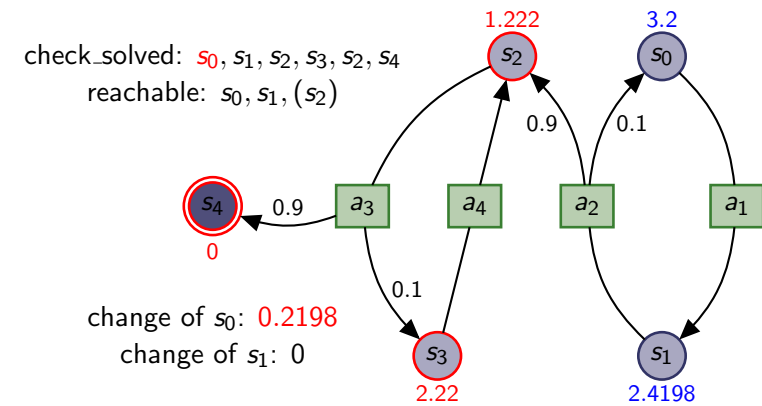 1.222
3.2
check_solved: s₀, s₁, s₂, s₃, s₂, s₄
s₂
s₀
reachable: s₀, s₁, (s₂)
0.9
0.1
s₄
0.9
a₃
a₄
a₂
a₁
0
0.1
change of s₀: 0.2198
change of s₁: 0
s₃
s₁
2.22
2.4198